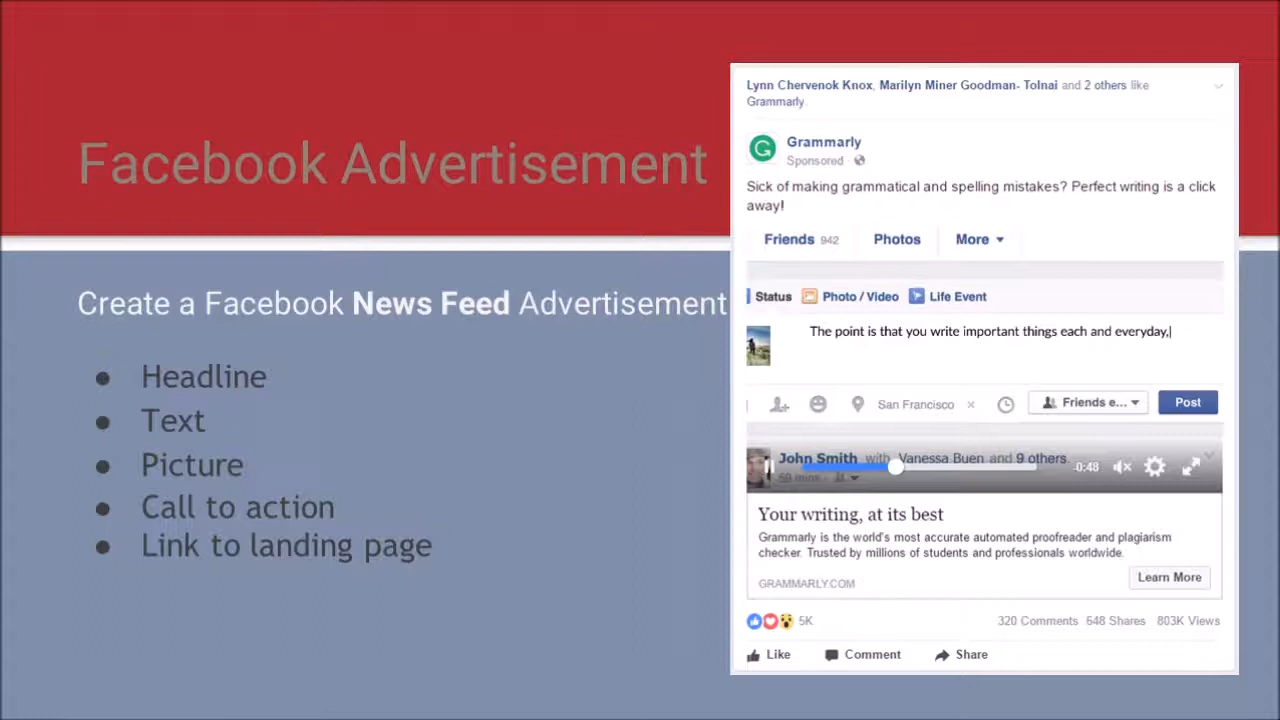 Facebook Advertisement
Create a Facebook News Feed Advertisement
● Headline
● Text
● Picture
● Call to action
● Link to landing page
Lynn Chervenok Knox, Marilyn Miner Goodman- Tolnai and 2 others like
Grammarly.
Grammarly
Sponsored ·
Sick of making grammatical and spelling mistakes? Perfect writing is a click
away!
Friends 942 Photos More
Status Photo / Video Life Event
The point is that you write important things each and everyday,
San Francisco × Friends e... Post
John Smith with Vanessa Buen and 9 others.
59 mins ·
-0:48
Your writing, at its best
Grammarly is the world's most accurate automated proofreader and plagiarism
checker. Trusted by millions of students and professionals worldwide.
GRAMMARLY.COM
Learn More
5K 320 Comments 648 Shares 803K Views
Like Comment Share